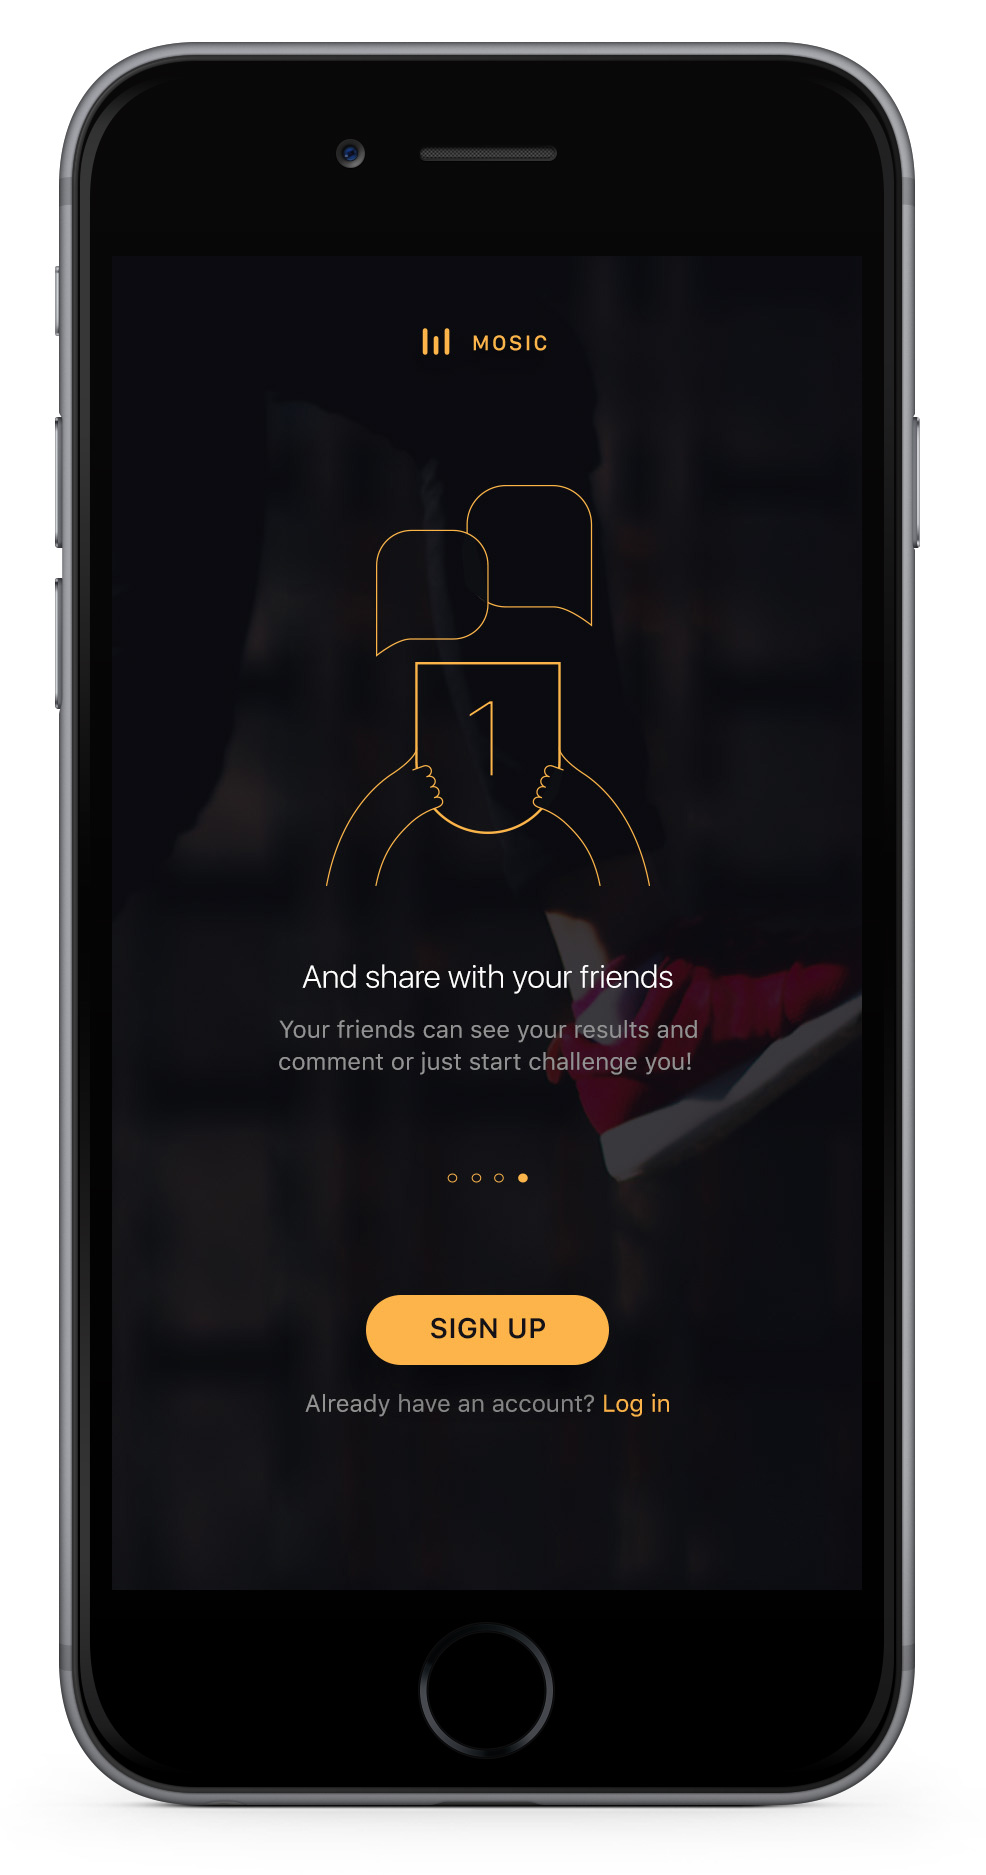 MOSIC
1
And share with your friends
Your friends can see your results and
comment or just start challenge you!
SIGN UP
Already have an account? Log in